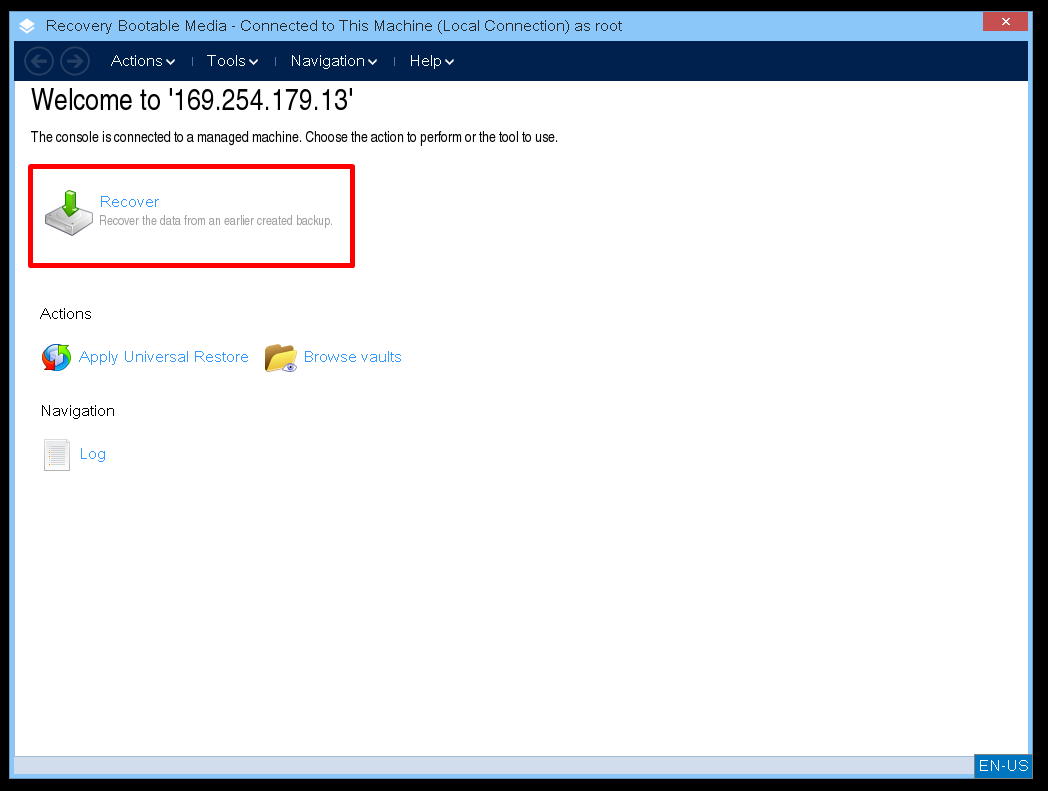 Recovery Bootable Media - Connected to This Machine (Local Connection) as root
Actions Tools Navigation Help
Welcome to '169.254.179.13'
The console is connected to a managed machine. Choose the action to perform or the tool to use.
Recover
Recover the data from an earlier created backup.
Actions
Apply Universal Restore Browse vaults
Navigation
Log
EN-US